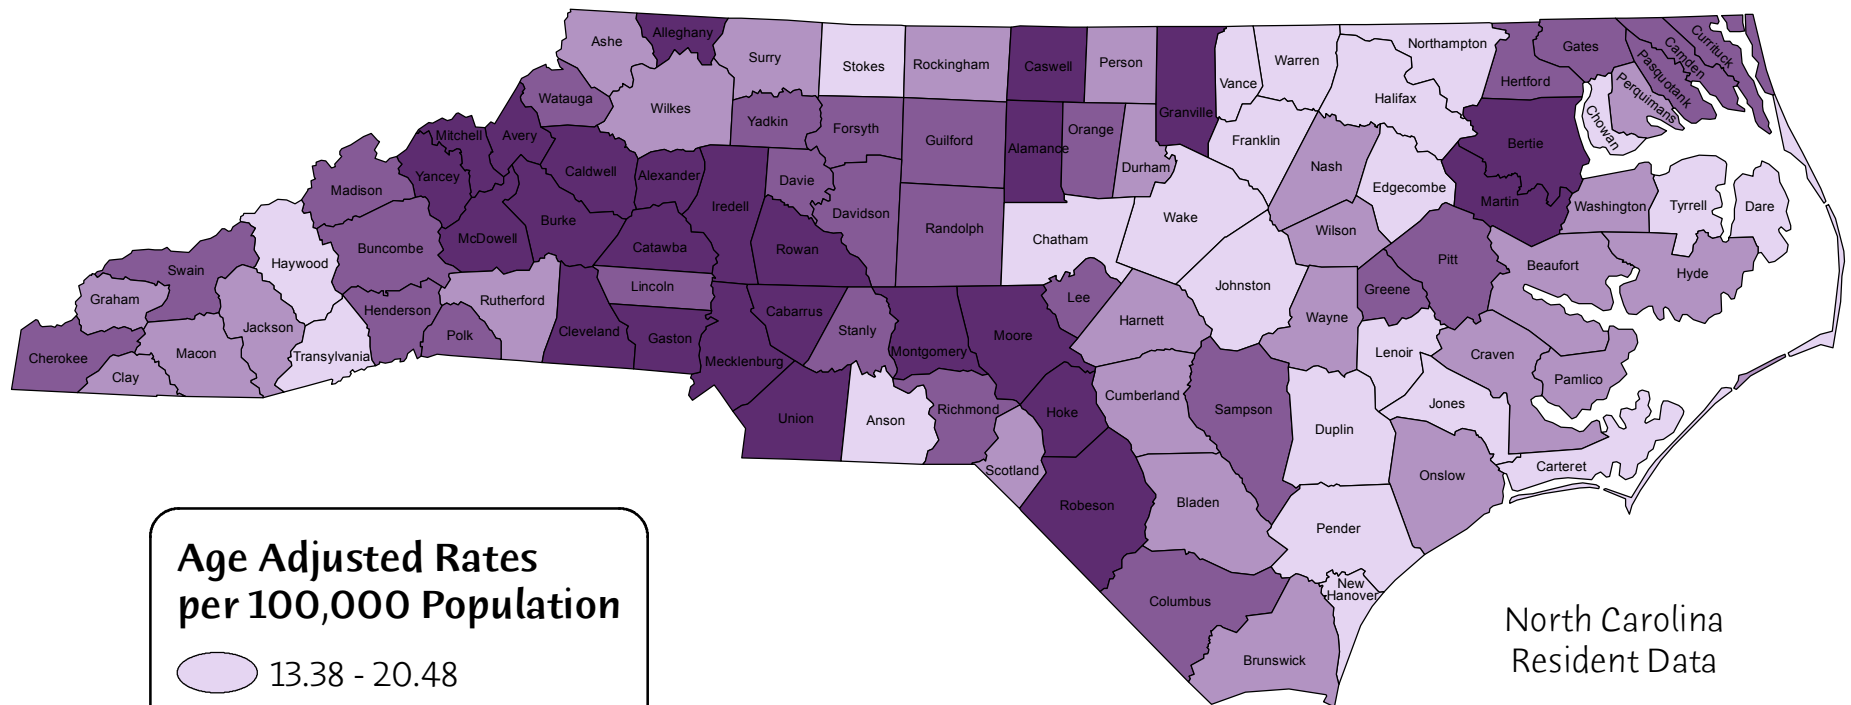 Ashe
Alleghany
Surry
Stokes
Rockingham
Caswell
Person
Granville
Vance
Warren
Northampton
Halifax
Hertford
Gates
Currituck
Camden
Pasquotank
Perquimans
Chowan
Watauga
Wilkes
Yadkin
Forsyth
Guilford
Alamance
Orange
Durham
Franklin
Nash
Edgecombe
Bertie
Martin
Washington
Tyrrell
Dare
Mitchell
Avery
Yancey
Caldwell
Alexander
Iredell
Davie
Davidson
Randolph
Chatham
Wake
Wilson
Pitt
Beaufort
Hyde
Madison
Buncombe
McDowell
Burke
Catawba
Rowan
Johnston
Greene
Swain
Haywood
Graham
Jackson
Henderson
Rutherford
Lincoln
Cleveland
Gaston
Cabarrus
Stanly
Montgomery
Moore
Lee
Harnett
Wayne
Lenoir
Craven
Pamlico
Cherokee
Clay
Macon
Transylvania
Polk
Mecklenburg
Union
Anson
Richmond
Scotland
Hoke
Cumberland
Sampson
Duplin
Jones
Carteret
Onslow
Robeson
Bladen
Pender
New
Hanover
Columbus
Brunswick
Age Adjusted Rates
per 100,000 Population
13.38 - 20.48
North Carolina
Resident Data